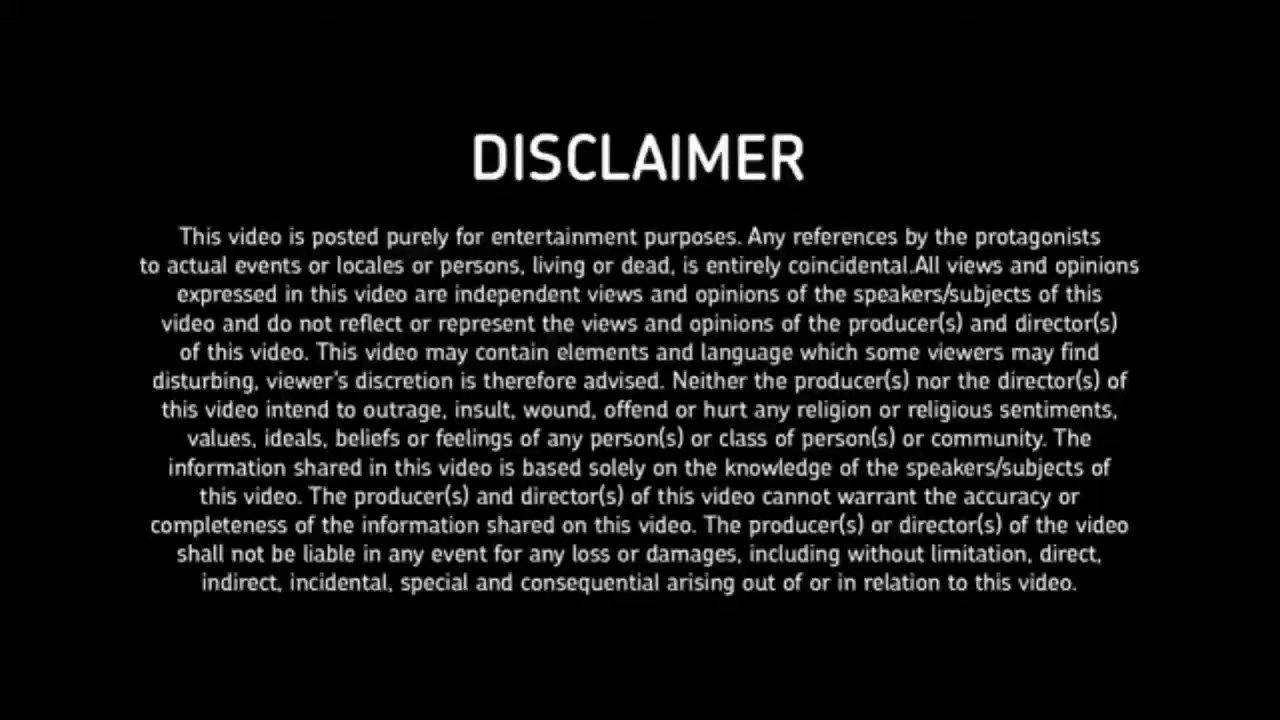 DISCLAIMER
This video is posted purely for entertainment purposes. Any references by the protagonists
to actual events or locales or persons, living or dead, is entirely coincidental.All views and opinions
expressed in this video are independent views and opinions of the speakers/subjects of this
video and do not reflect or represent the views and opinions of the producer(s) and director(s)
of this video. This video may contain elements and language which some viewers may find
disturbing, viewer's discretion is therefore advised. Neither the producer(s) nor the director(s) of
this video intend to outrage, insult, wound, offend or hurt any religion or religious sentiments,
values, ideals, beliefs or feelings of any person(s) or class of person(s) or community. The
information shared in this video is based solely on the knowledge of the speakers/subjects of
this video. The producer(s) and director(s) of this video cannot warrant the accuracy or
completeness of the information shared on this video. The producer(s) or director(s) of the video
shall not be liable in any event for any loss or damages, including without limitation, direct,
indirect, incidental, special and consequential arising out of or in relation to this video.